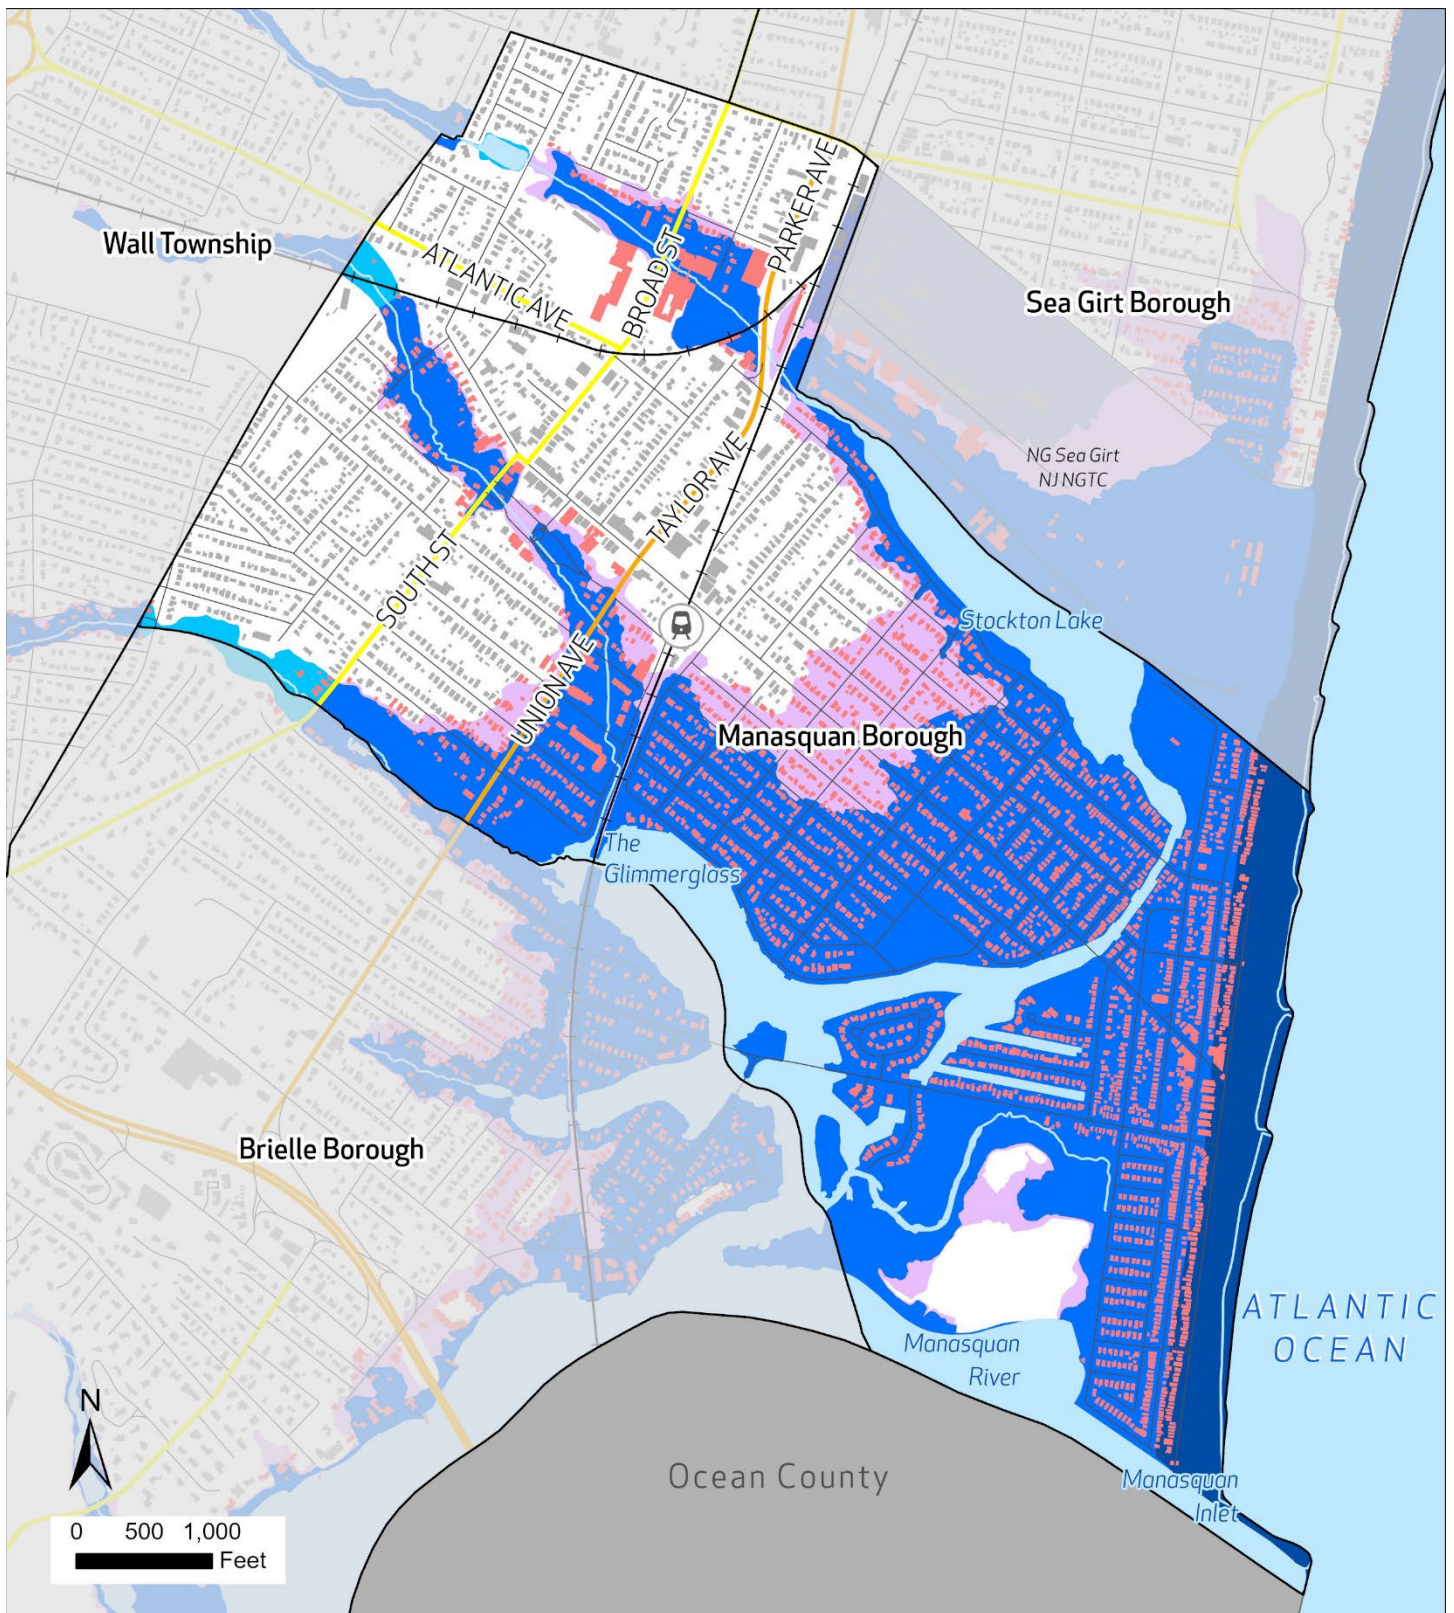 Wall Township
ATLANTIC AVE
BROAD ST
PARKER AVE
Sea Girt Borough
NG Sea Girt
NJ NGTC
TAYLOR AVE
SOUTH ST
UNION AVE
Stockton Lake
Manasquan Borough
The
Glimmerglass
Brielle Borough
ATLANTIC
OCEAN
Manasquan
River
N
Ocean County
Manasquan
Inlet
0 500 1,000
Feet